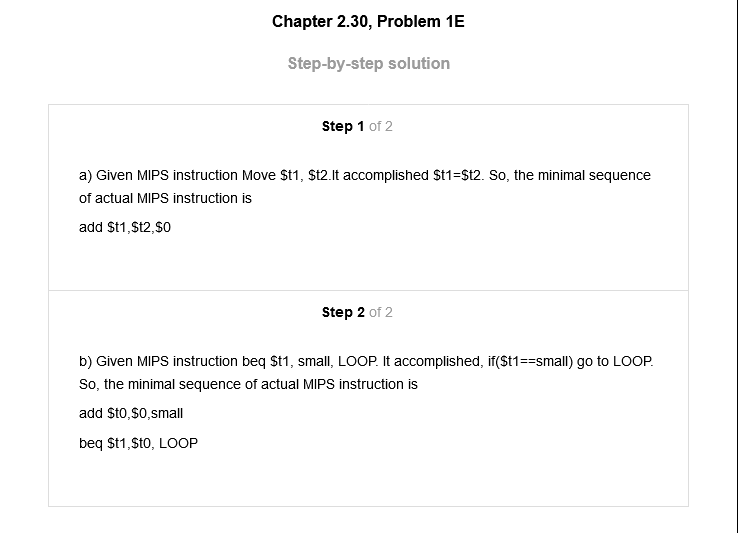 Chapter 2.30, Problem 1E
Step-by-step solution
Step 1 of 2
a) Given MIPS instruction Move $t1, $t2.It accomplished $t1=$t2. So, the minimal sequence
of actual MIPS instruction is
add $t1,$t2,$0
Step 2 of 2
b) Given MIPS instruction beq $t1, small, LOOP. It accomplished, if($t1==small) go to LOOP.
So, the minimal sequence of actual MIPS instruction is
add $t0,$0,small
beq $t1,$t0, LOOP